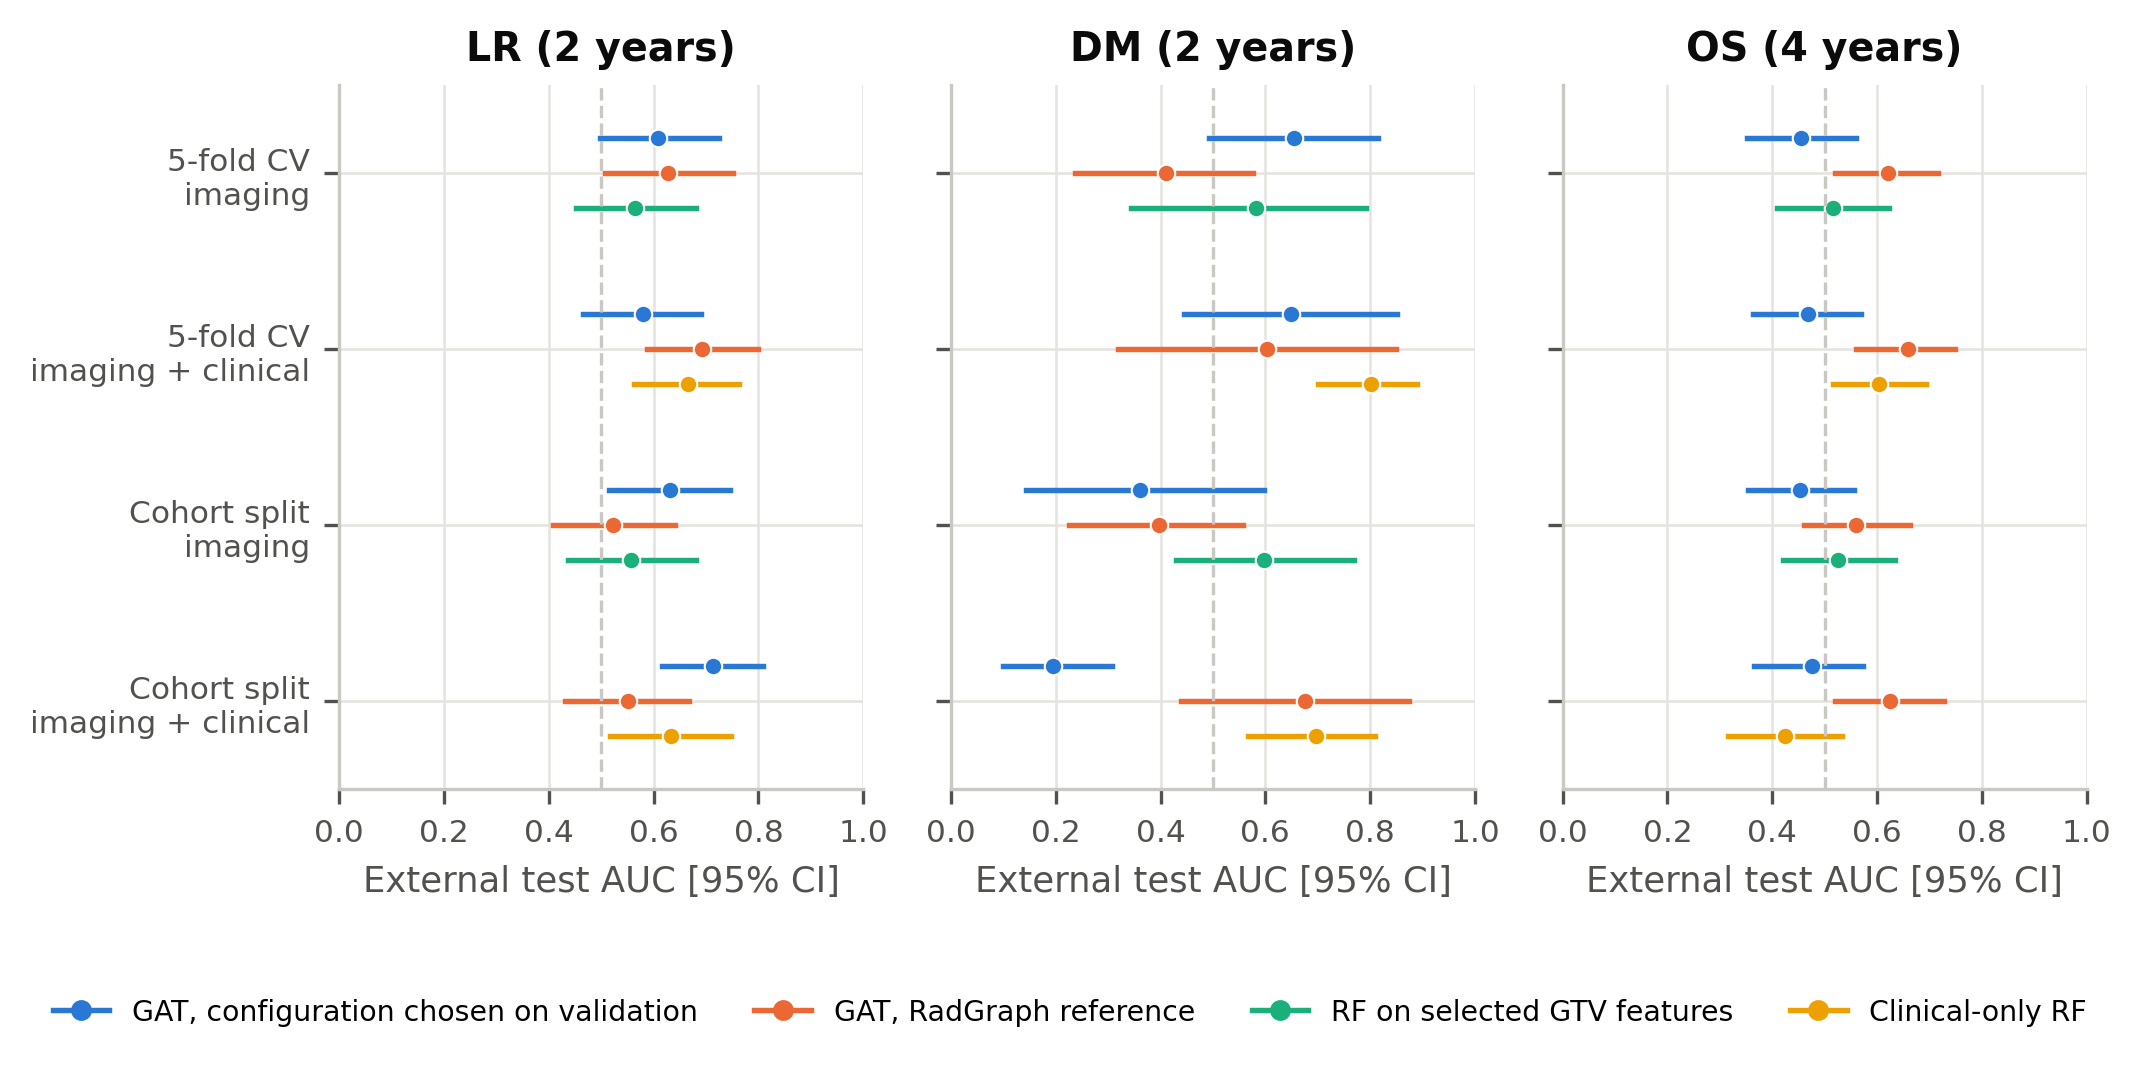 LR (2 years)
DM (2 years)
OS (4 years)
5-fold CV
imaging
5-fold CV
imaging + clinical
Cohort split
imaging
Cohort split
imaging + clinical
0.0 0.2 0.4 0.6 0.8 1.0
0.0 0.2 0.4 0.6 0.8 1.0
0.0 0.2 0.4 0.6 0.8 1.0
External test AUC [95% CI]
External test AUC [95% CI]
External test AUC [95% CI]
GAT, configuration chosen on validation
GAT, RadGraph reference
RF on selected GTV features
Clinical-only RF